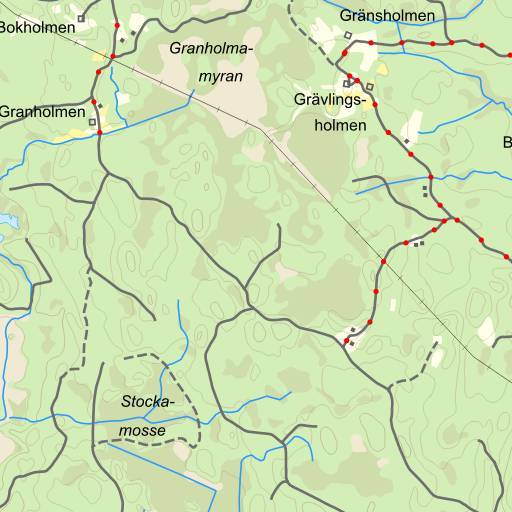 Gränsholmen
Bokholmen
Granholma-
myran
Grävlings-
holmen
Granholmen
B
Stocka-
mosse